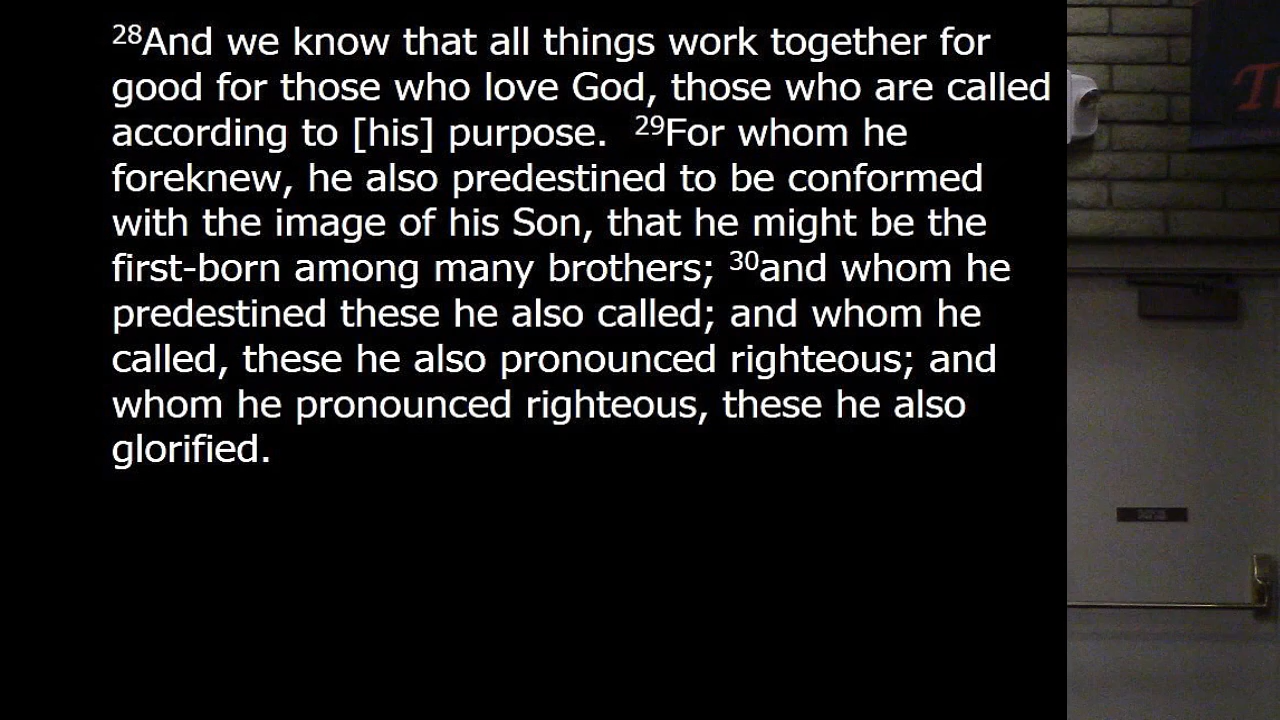 ²⁸And we know that all things work together for
good for those who love God, those who are called
according to [his] purpose. ²⁹For whom he
foreknew, he also predestined to be conformed
with the image of his Son, that he might be the
first-born among many brothers; ³⁰and whom he
predestined these he also called; and whom he
called, these he also pronounced righteous; and
whom he pronounced righteous, these he also
glorified.